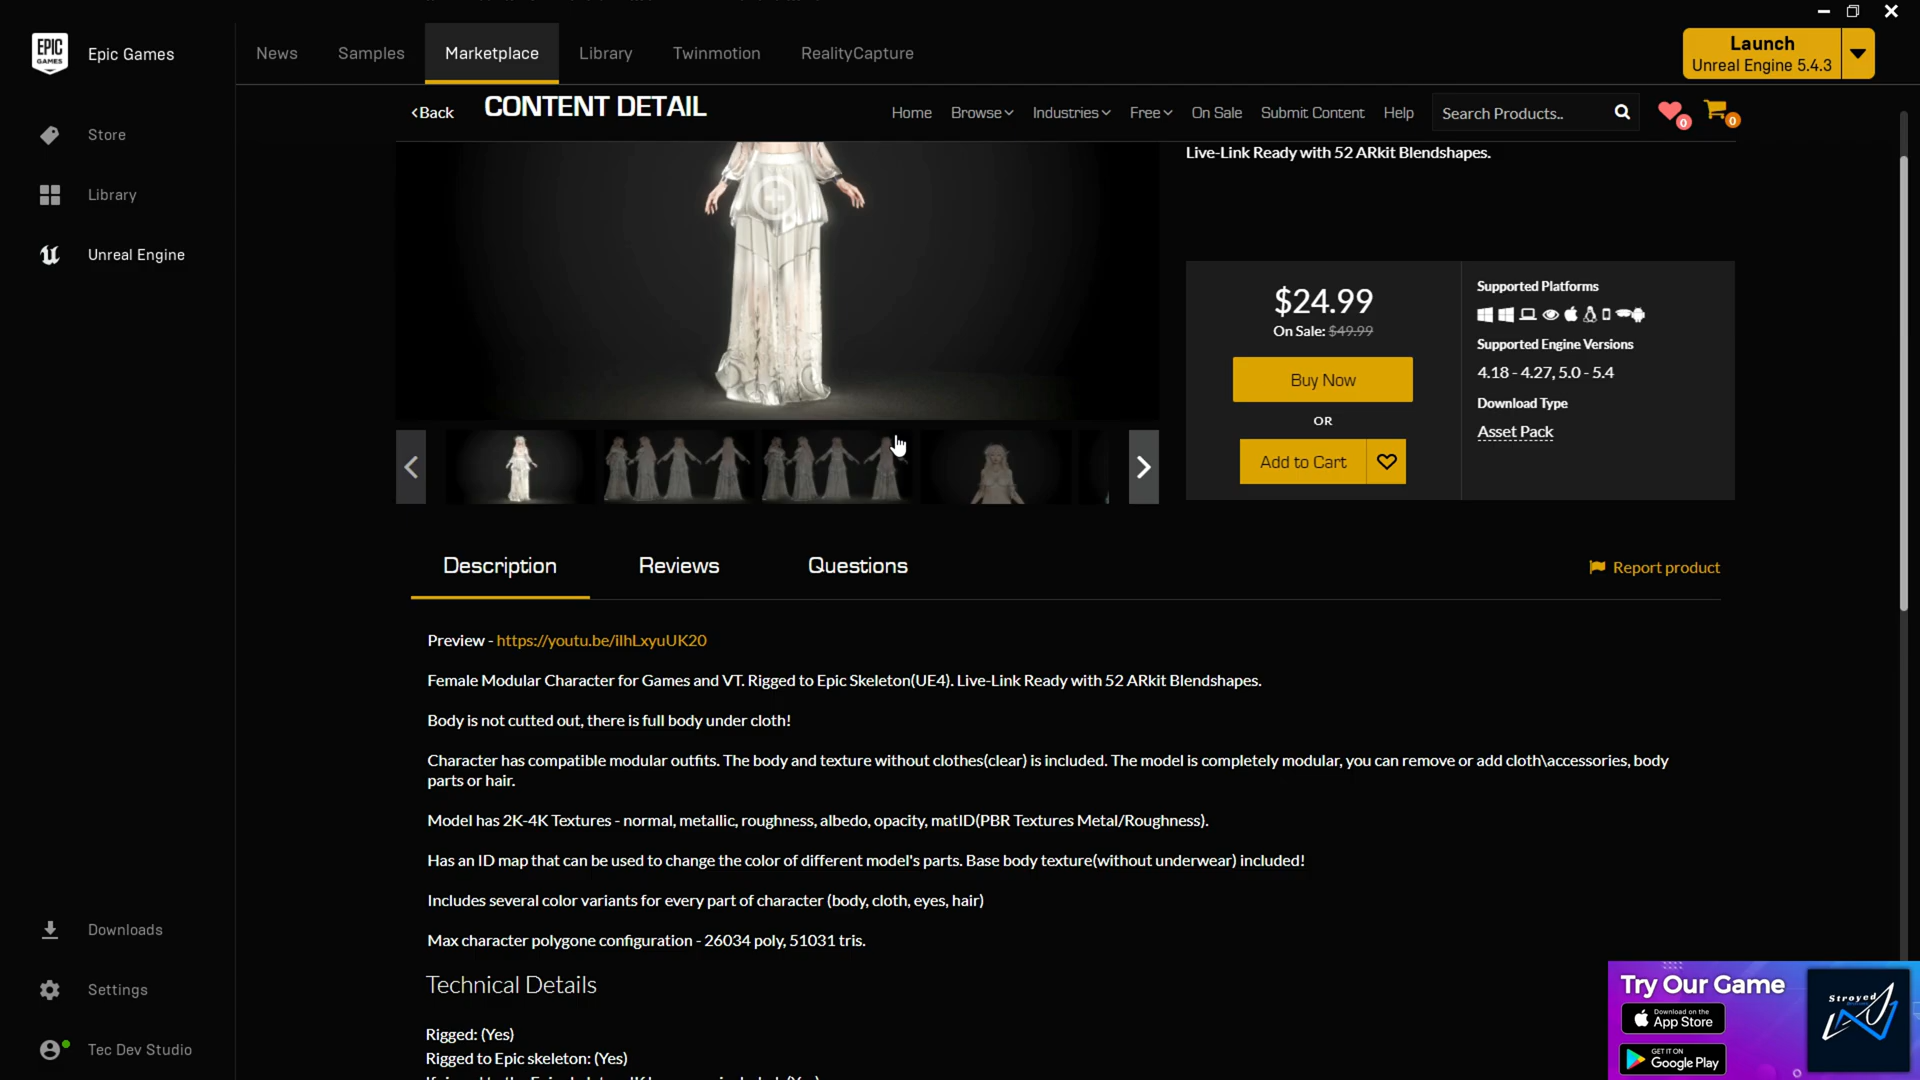 EPIC
GAMES
Epic Games
News
Samples
Marketplace
Library
Twinmotion
RealityCapture
Launch
Unreal Engine 5.4.3
Store
Library
Unreal Engine
Downloads
Settings
Tec Dev Studio
Back
CONTENT DETAIL
Home
Browse
Industries
Free
On Sale
Submit Content
Help
Search Products..
0
0
Live-Link Ready with 52 ARkit Blendshapes.
$24.99
On Sale: $49.99
Buy Now
OR
Add to Cart
Supported Platforms
Supported Engine Versions
4.18 - 4.27, 5.0 - 5.4
Download Type
Asset Pack
Description
Reviews
Questions
Report product
Preview - https://youtu.be/ilhLxyuUK20
Female Modular Character for Games and VT. Rigged to Epic Skeleton(UE4). Live-Link Ready with 52 ARkit Blendshapes.
Body is not cutted out, there is full body under cloth!
Character has compatible modular outfits. The body and texture without clothes(clear) is included. The model is completely modular, you can remove or add cloth\accessories, body
parts or hair.
Model has 2K-4K Textures - normal, metallic, roughness, albedo, opacity, matID(PBR Textures Metal/Roughness).
Has an ID map that can be used to change the color of different model's parts. Base body texture(without underwear) included!
Includes several color variants for every part of character (body, cloth, eyes, hair)
Max character polygone configuration - 26034 poly, 51031 tris.
Technical Details
Rigged: (Yes)
Rigged to Epic skeleton: (Yes)
Try Our Game
Download on the
App Store
GET IT ON
Google Play
Stroyed